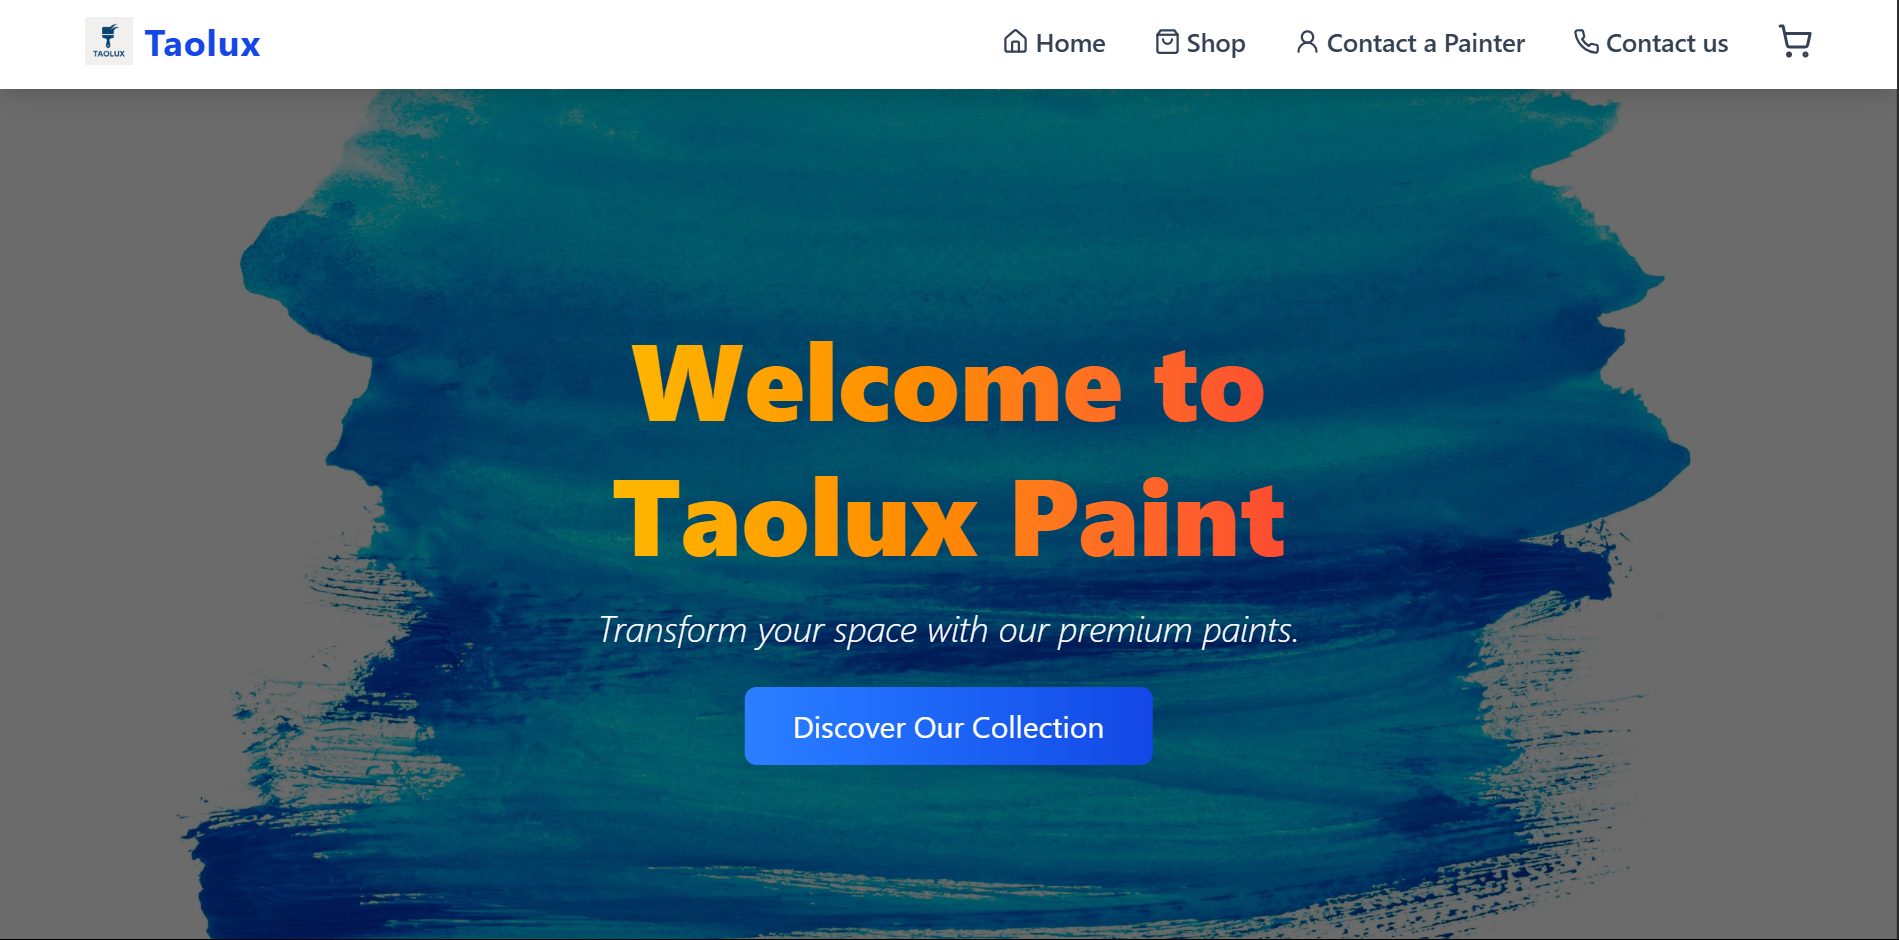 TAOLUX
Taolux
Home
Shop
Contact a Painter
Contact us
Welcome to
Taolux Paint
Transform your space with our premium paints.
Discover Our Collection